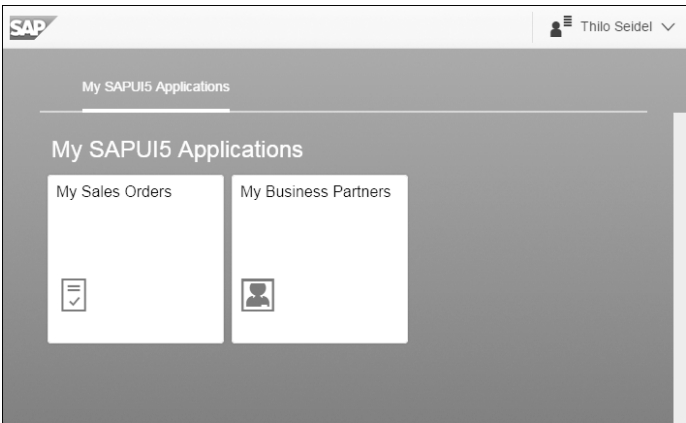 SAP
Thilo Seidel
My SAPUI5 Applications
My SAPUI5 Applications
My Sales Orders
My Business Partners